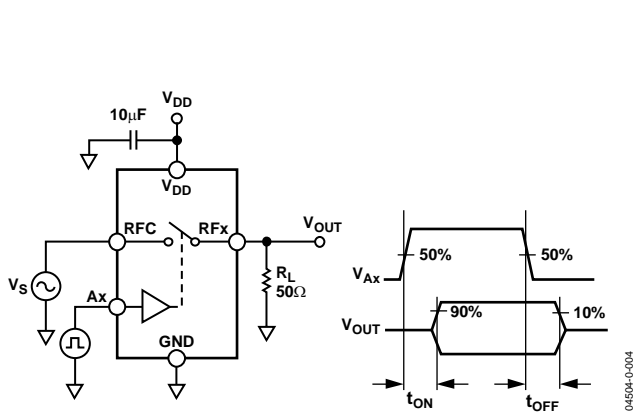 VDD
10μF
VDD
RFC
RFx
VOUT
VS
Ax
RL
50Ω
GND
50%
50%
VAx
90%
10%
VOUT
tON
tOFF
04504-0-004